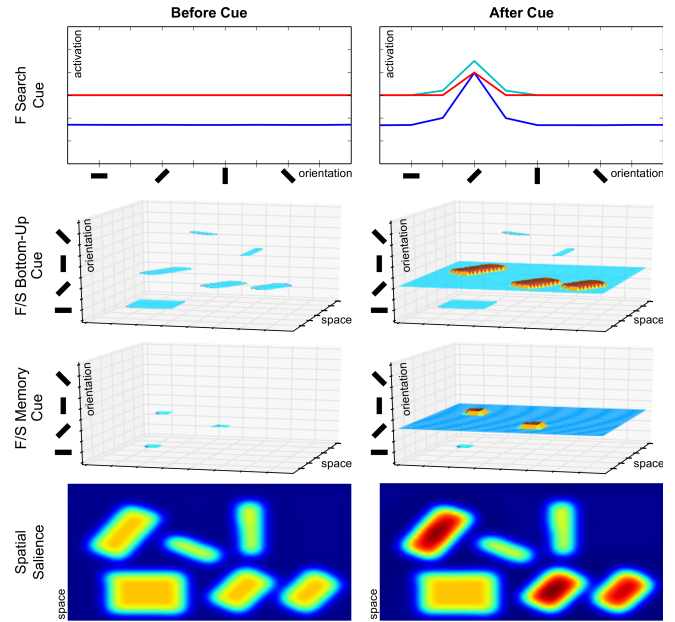 Before Cue
After Cue
F Search
Cue
activation
activation
orientation
orientation
F/S Bottom-Up
Cue
orientation
space
orientation
space
F/S Memory
Cue
orientation
space
orientation
space
Spatial
Salience
space
space